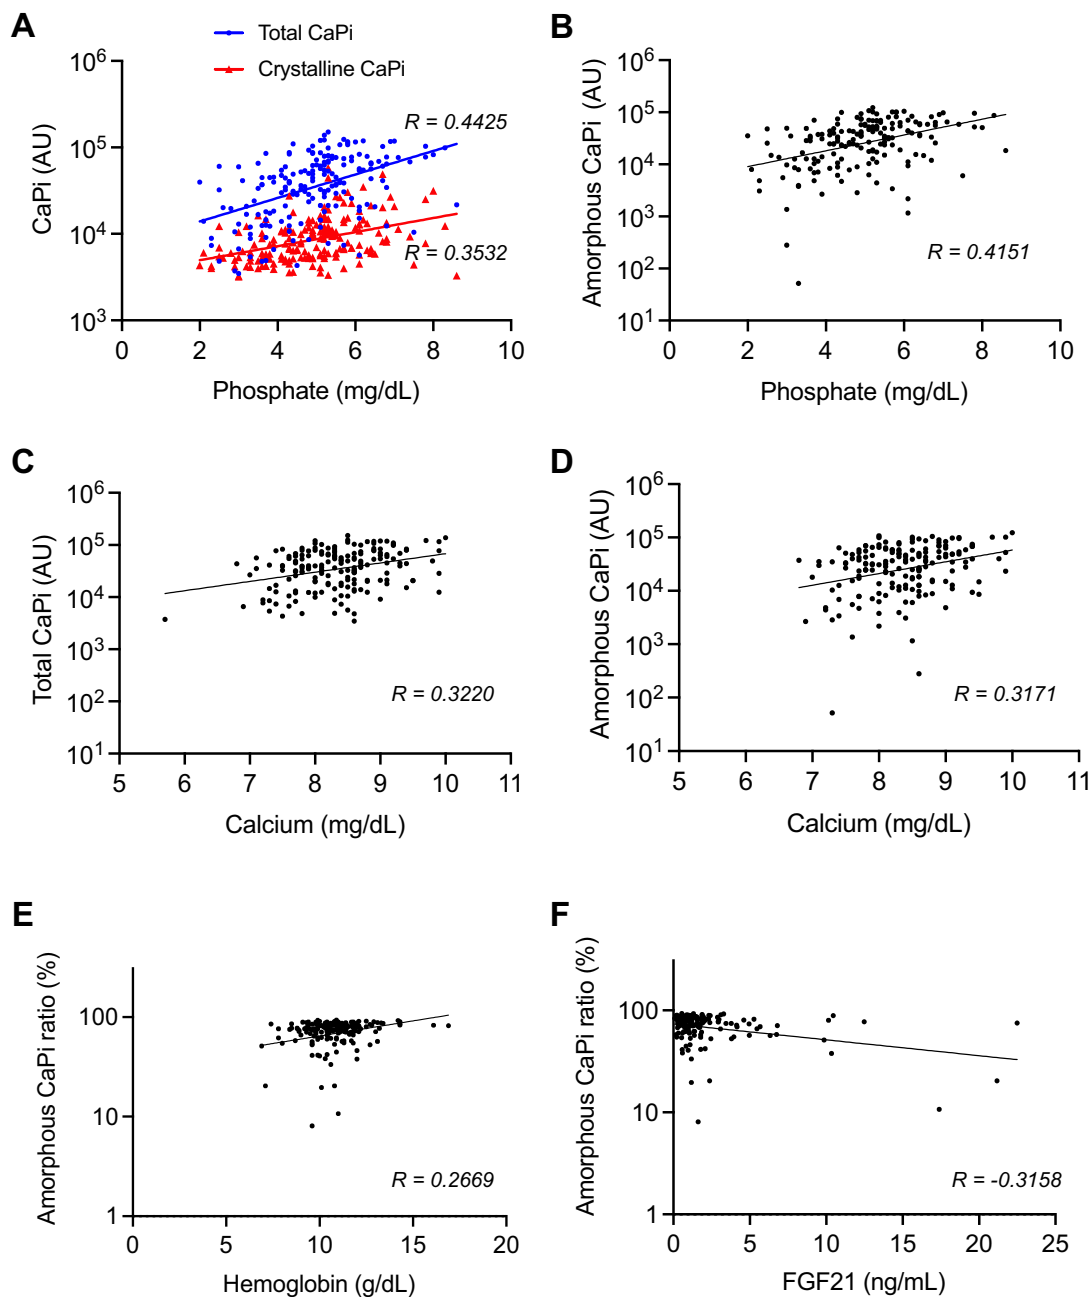 A
Total CaPi
Crystalline CaPi
10^6
10^5
10^4
10^3
CaPi (AU)
R = 0.4425
R = 0.3532
0 2 4 6 8 10
Phosphate (mg/dL)
B
10^6
10^5
10^4
10^3
10^2
10^1
Amorphous CaPi (AU)
R = 0.4151
0 2 4 6 8 10
Phosphate (mg/dL)
C
10^6
10^5
10^4
10^3
10^2
10^1
Total CaPi (AU)
R = 0.3220
5 6 7 8 9 10 11
Calcium (mg/dL)
D
10^6
10^5
10^4
10^3
10^2
10^1
Amorphous CaPi (AU)
R = 0.3171
5 6 7 8 9 10 11
Calcium (mg/dL)
E
100
10
1
Amorphous CaPi ratio (%)
R = 0.2669
0 5 10 15 20
Hemoglobin (g/dL)
F
100
10
1
Amorphous CaPi ratio (%)
R = -0.3158
0 5 10 15 20 25
FGF21 (ng/mL)